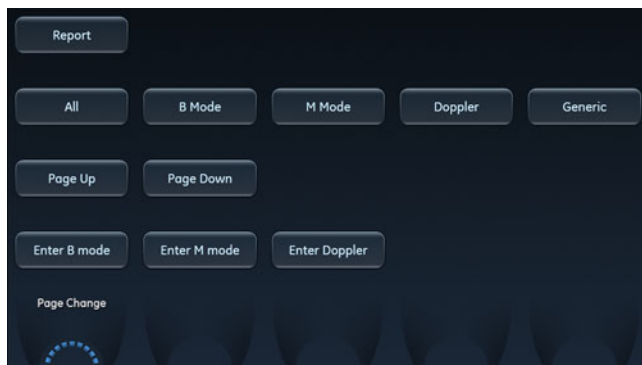 Report
All B Mode M Mode Doppler Generic
Page Up Page Down
Enter B mode Enter M mode Enter Doppler
Page Change